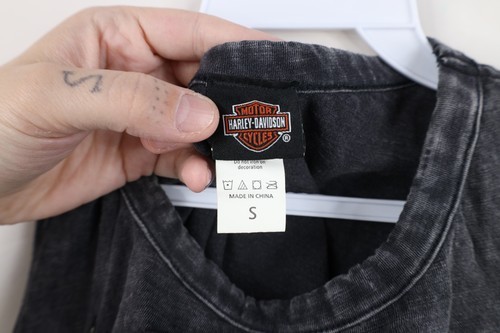 MOTOR
HARLEY-DAVIDSON
CYCLES
®
Do not iron on
decoration
MADE IN CHINA
S